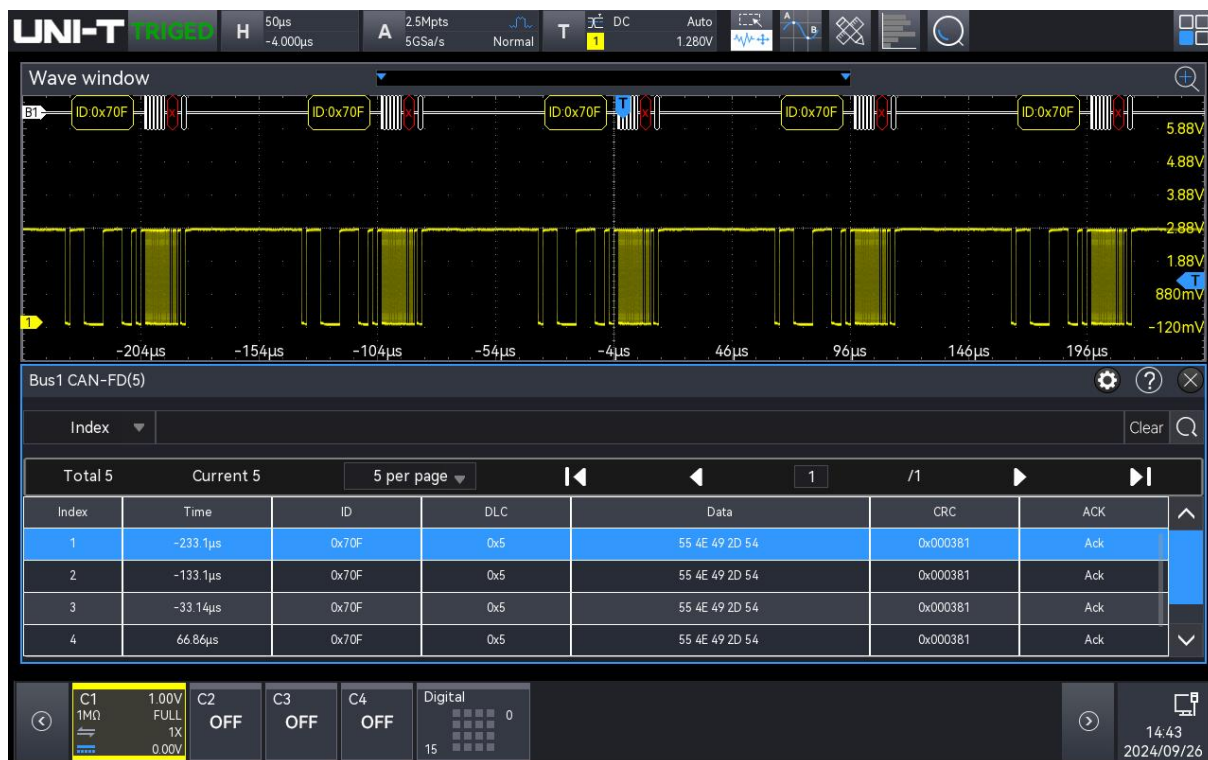 UNI-T TRIGED H 50µs -4.000µs A 2.5Mpts 5GSa/s Normal T DC 1 Auto 1.280V A B
Wave window
B1 ID:0x70F x ID:0x70F x ID:0x70F T x ID:0x70F x ID:0x70F x
5.88V
4.88V
3.88V
2.88V
1.88V
T
880mV
1 -120mV
-204µs -154µs -104µs -54µs -4µs 46µs 96µs 146µs 196µs
Bus1 CAN-FD(5) ?
Index Clear
Total 5 Current 5 5 per page 1 /1
Index Time ID DLC Data CRC ACK
1 -233.1µs 0x70F 0x5 55 4E 49 2D 54 0x000381 Ack
2 -133.1µs 0x70F 0x5 55 4E 49 2D 54 0x000381 Ack
3 -33.14µs 0x70F 0x5 55 4E 49 2D 54 0x000381 Ack
4 66.86µs 0x70F 0x5 55 4E 49 2D 54 0x000381 Ack
C1 1.00V C2 C3 C4 Digital
1MΩ FULL OFF OFF OFF 0
1X
0.00V 15
14:43
2024/09/26